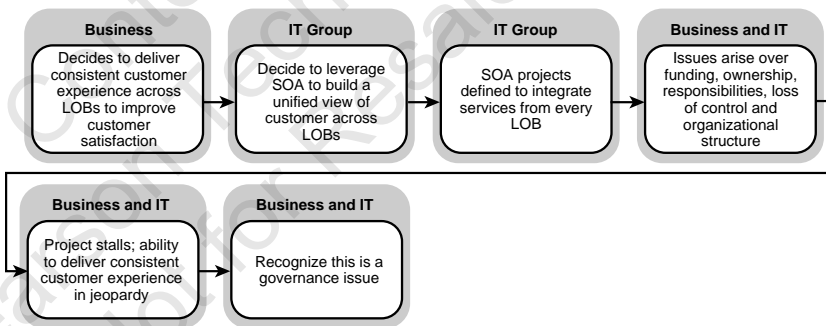 Business
Decides to deliver
consistent customer
experience across
LOBs to improve
customer
satisfaction
IT Group
Decide to leverage
SOA to build a
unified view of
customer across
LOBs
IT Group
SOA projects
defined to integrate
services from every
LOB
Business and IT
Issues arise over
funding, ownership,
responsibilities, loss
of control and
organizational
structure
Business and IT
Project stalls; ability
to deliver consistent
customer experience
in jeopardy
Business and IT
Recognize this is a
governance issue